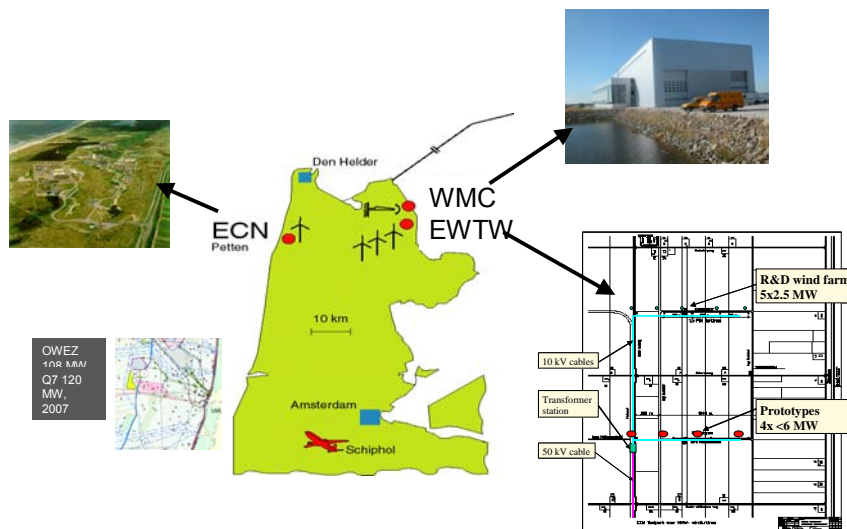 Den Helder
WMC
EWTW
ECN
Petten
10 km
OWEZ
108 MW
Q7 120
MW,
2007
Amsterdam
Schiphol
R&D wind farm
5x2.5 MW
10 kV cables
Transformer
station
Prototypes
4x <6 MW
50 kV cable